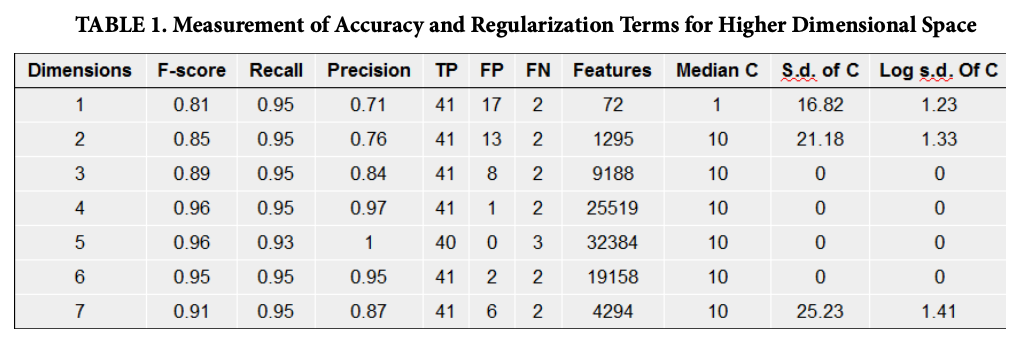 TABLE 1. Measurement of Accuracy and Regularization Terms for Higher Dimensional Space
Dimensions F-score Recall Precision TP FP FN Features Median C S.d. of C Log s.d. Of C
1 0.81 0.95 0.71 41 17 2 72 1 16.82 1.23
2 0.85 0.95 0.76 41 13 2 1295 10 21.18 1.33
3 0.89 0.95 0.84 41 8 2 9188 10 0 0
4 0.96 0.95 0.97 41 1 2 25519 10 0 0
5 0.96 0.93 1 40 0 3 32384 10 0 0
6 0.95 0.95 0.95 41 2 2 19158 10 0 0
7 0.91 0.95 0.87 41 6 2 4294 10 25.23 1.41